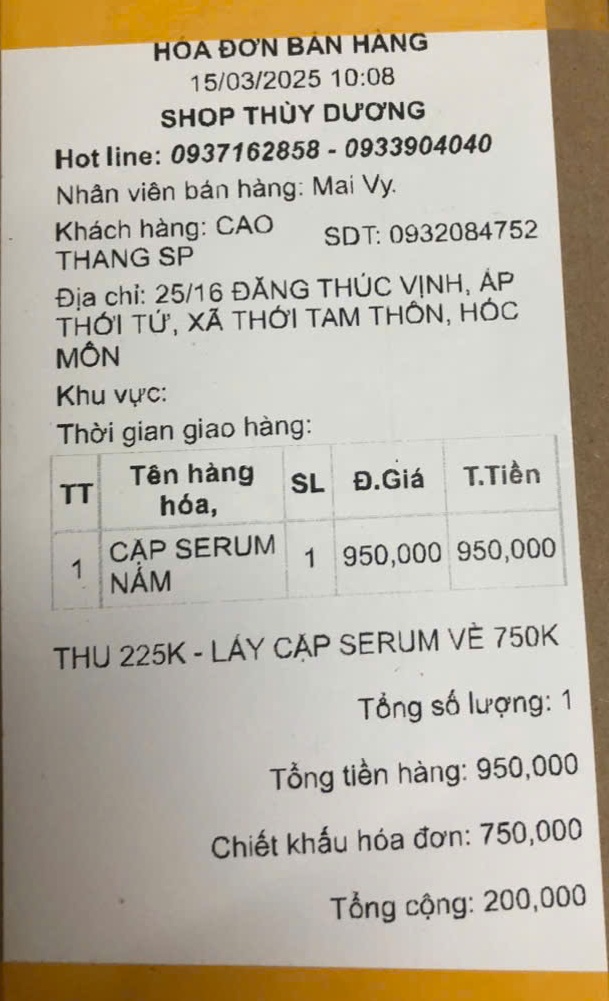 HÓA ĐƠN BÁN HÀNG
15/03/2025 10:08
SHOP THÙY DƯƠNG
Hot line: 0937162858 - 0933904040
Nhân viên bán hàng: Mai Vy.
Khách hàng: CAO THANG SP SDT: 0932084752
Địa chỉ: 25/16 ĐĂNG THÚC VỊNH, ÁP
THỚI TỨ, XÃ THỚI TAM THÔN, HÓC
MÔN
Khu vực:
Thời gian giao hàng:
TT Tên hàng hóa, SL Đ.Giá T.Tiền
1 CẶP SERUM NÁM 1 950,000 950,000
THU 225K - LẤY CẶP SERUM VỀ 750K
Tổng số lượng: 1
Tổng tiền hàng: 950,000
Chiết khấu hóa đơn: 750,000
Tổng cộng: 200,000